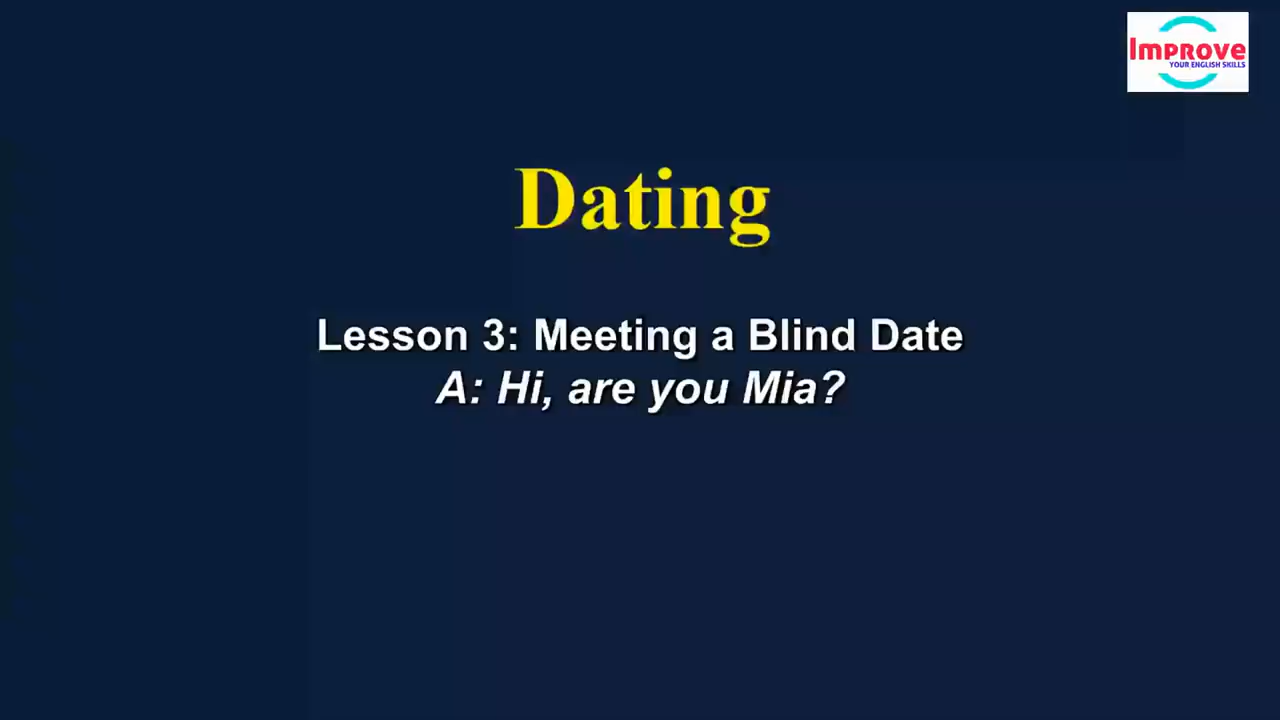 Improve
YOUR ENGLISH SKILLS
Dating
Lesson 3: Meeting a Blind Date
A: Hi, are you Mia?